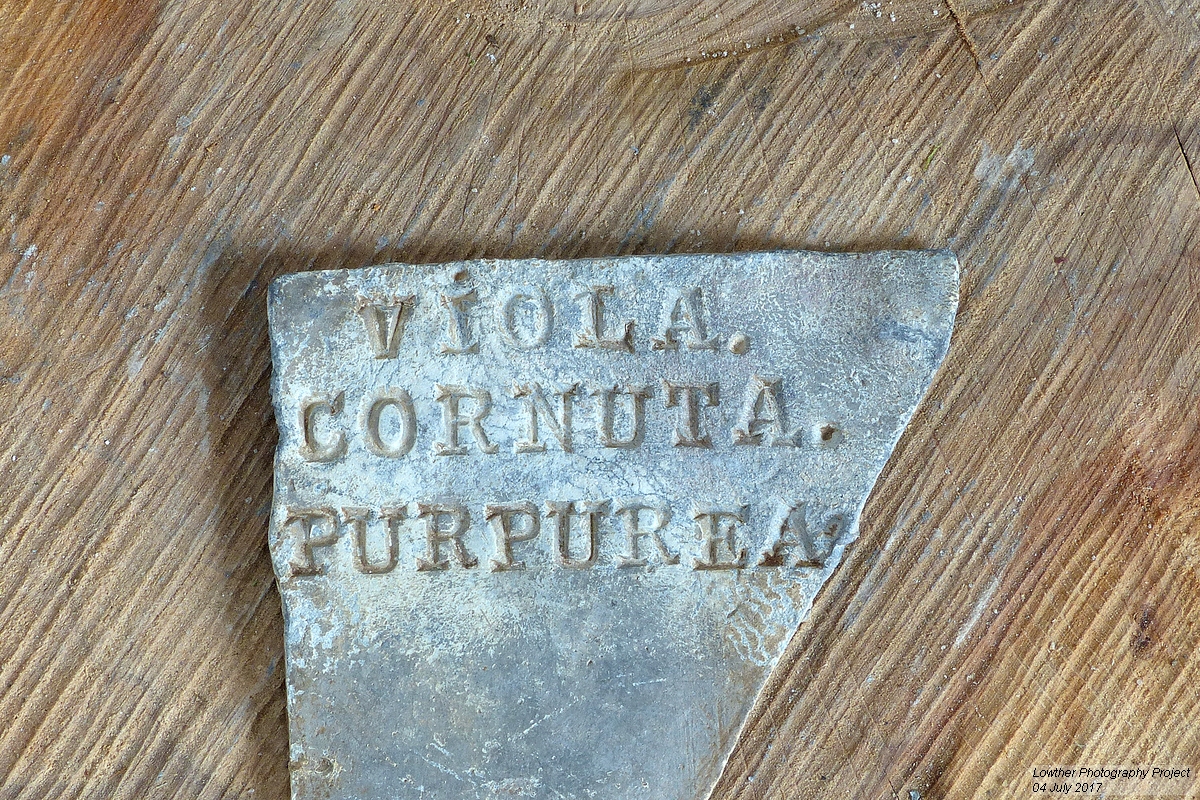 ViOLA.
CORNUTA.
PURPUREA.
Lowther Photography Project
04 July 2017